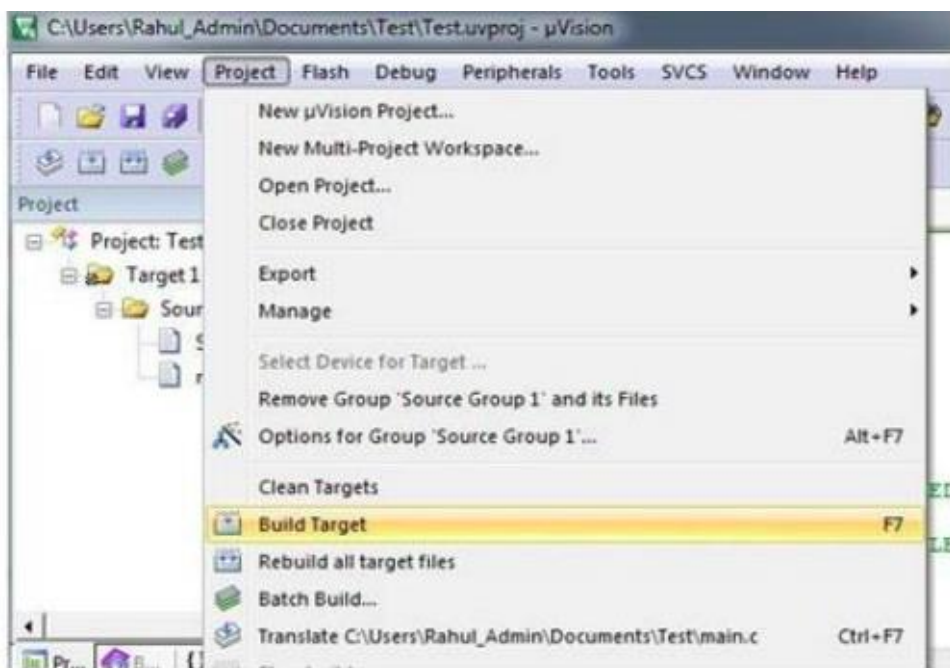 C:\Users\Rahul_Admin\Documents\Test\Test.uvproj - µVision
File Edit View Project Flash Debug Peripherals Tools SVCS Window Help
New µVision Project...
New Multi-Project Workspace...
Open Project...
Close Project
Project
Project: Test
Target 1
Sour
Export
Manage
Select Device for Target ...
Remove Group 'Source Group 1' and its Files
Options for Group 'Source Group 1'... Alt+F7
Clean Targets
Build Target F7
Rebuild all target files
Batch Build...
Translate C:\Users\Rahul_Admin\Documents\Test\main.c Ctrl+F7
Pr...